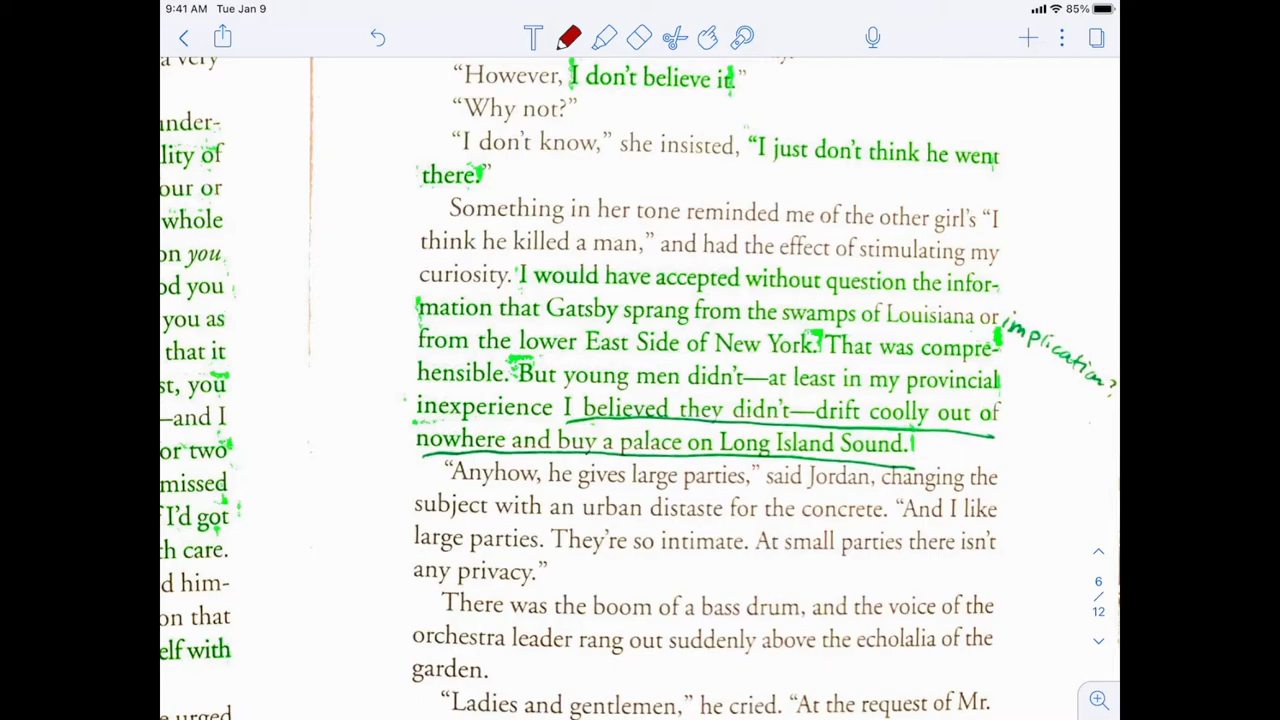 9:41 AM Tue Jan 9
85%
T
a very
nder-
lity of
our or
whole
on you
od you
you as
that it
st, you
—and I
or two
missed
I'd got
h care.
d him-
on that
elf with
e urged
"However, I don't believe it."
"Why not?"
"I don't know," she insisted, "I just don't think he went
there."
Something in her tone reminded me of the other girl's "I
think he killed a man," and had the effect of stimulating my
curiosity. I would have accepted without question the infor-
mation that Gatsby sprang from the swamps of Louisiana or
from the lower East Side of New York. That was compre-
hensible. But young men didn't—at least in my provincial
inexperience I believed they didn't—drift coolly out of
nowhere and buy a palace on Long Island Sound.
"Anyhow, he gives large parties," said Jordan, changing the
subject with an urban distaste for the concrete. "And I like
large parties. They're so intimate. At small parties there isn't
any privacy."
There was the boom of a bass drum, and the voice of the
orchestra leader rang out suddenly above the echolalia of the
garden.
"Ladies and gentlemen," he cried. "At the request of Mr.
implication?
6
/
12